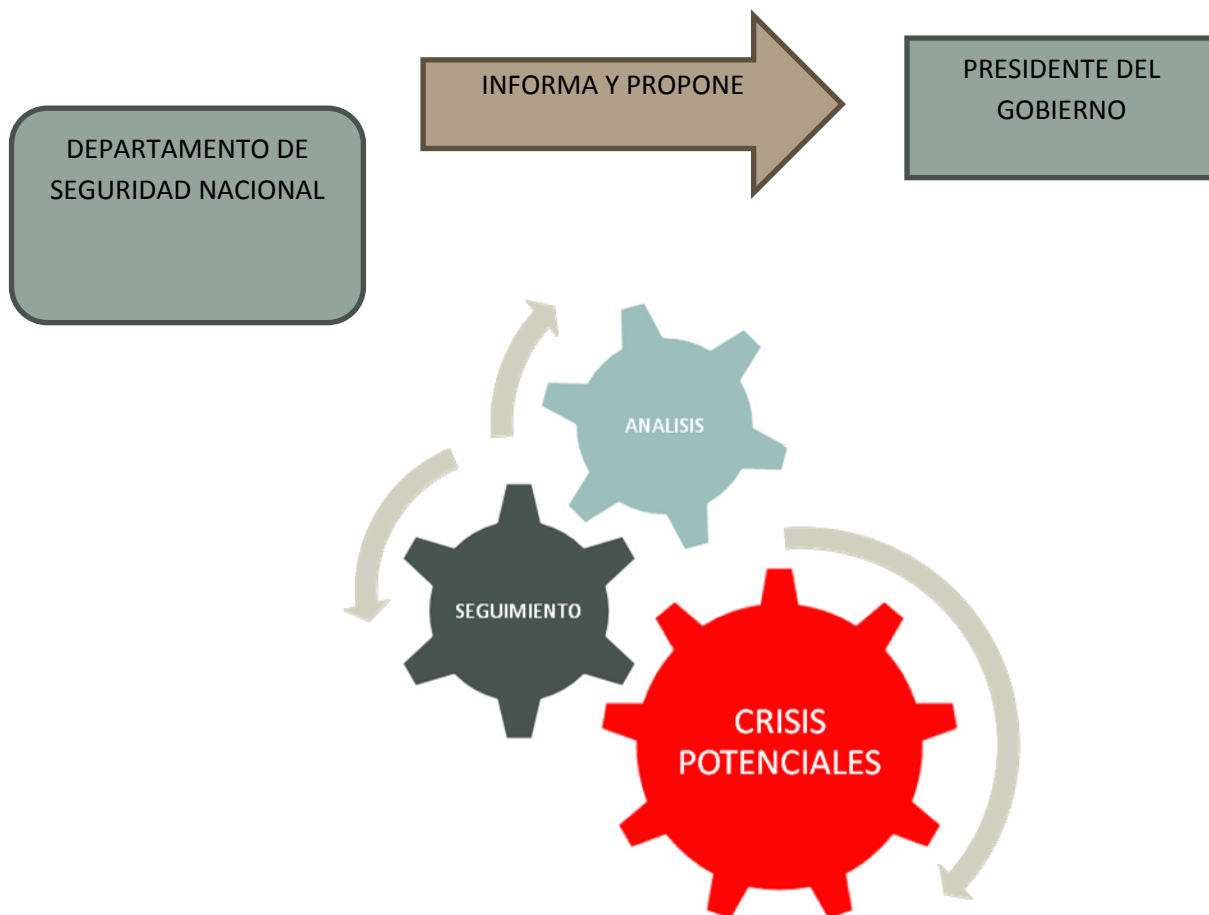 DEPARTAMENTO DE
SEGURIDAD NACIONAL
INFORMA Y PROPONE
PRESIDENTE DEL
GOBIERNO
ANALISIS
SEGUIMIENTO
CRISIS
POTENCIALES